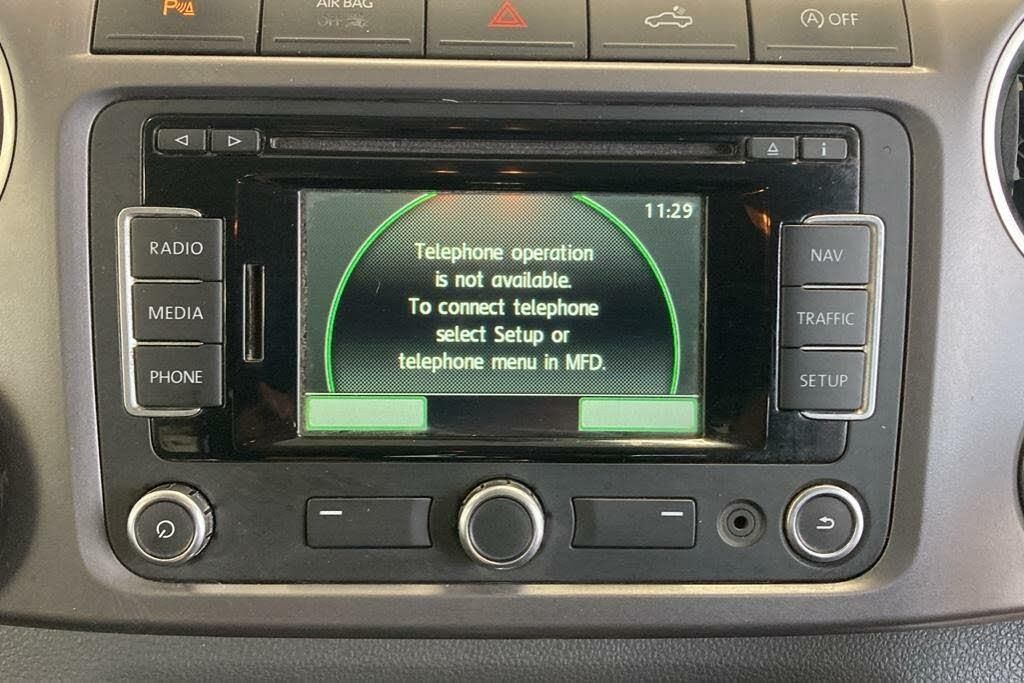 P
AIR BAG
OFF
A OFF
i
11:29
Telephone operation
is not available.
To connect telephone
select Setup or
telephone menu in MFD.
RADIO
MEDIA
PHONE
NAV
TRAFFIC
SETUP